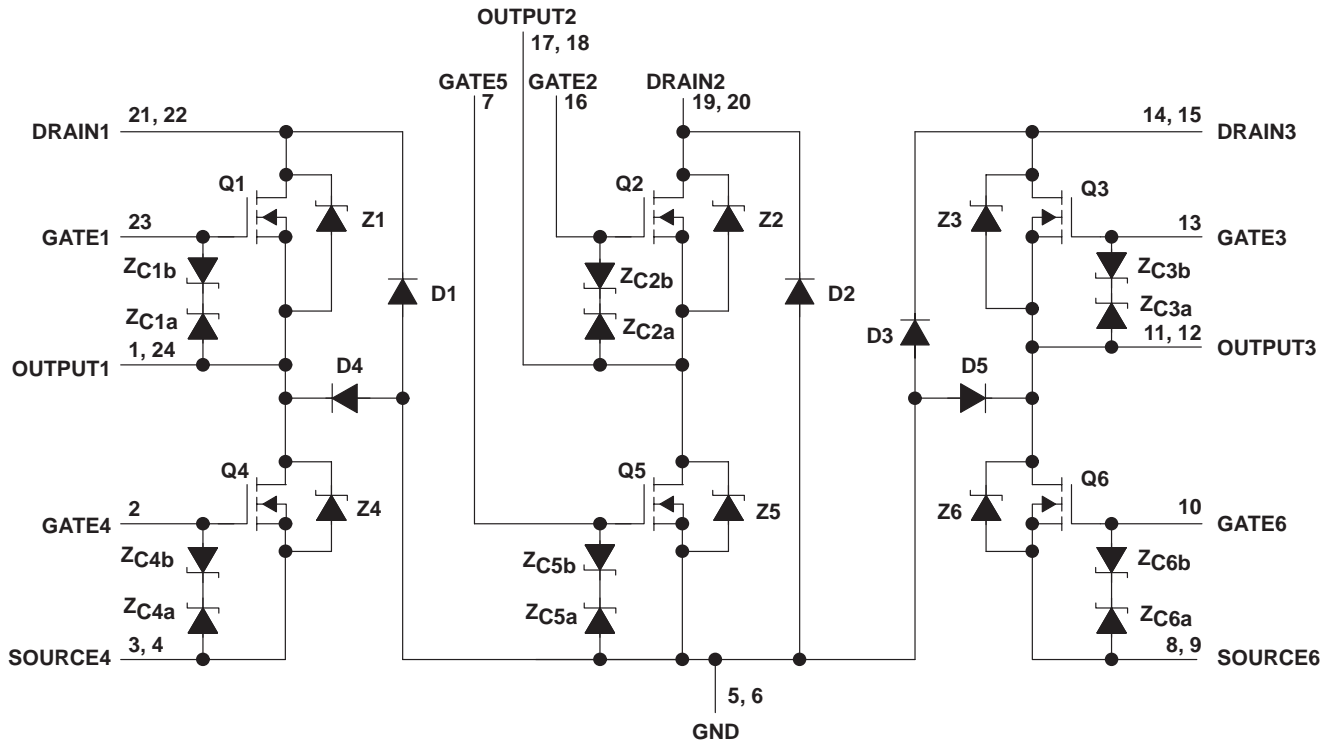 OUTPUT2
17, 18
GATE5 GATE2 DRAIN2
7 16 19, 20
DRAIN1 21, 22
14, 15 DRAIN3
Q1 Z1
Q2 Z2
Z3 Q3
GATE1 23
13 GATE3
ZC1b
ZC2b
ZC3b
D1
D2
D3
ZC1a
ZC2a
ZC3a
OUTPUT1 1, 24
11, 12 OUTPUT3
D4
D5
Q4 Z4
Q5 Z5
Z6 Q6
GATE4 2
10 GATE6
ZC4b
ZC5b
ZC6b
ZC4a
ZC5a
ZC6a
SOURCE4 3, 4
8, 9 SOURCE6
5, 6
GND